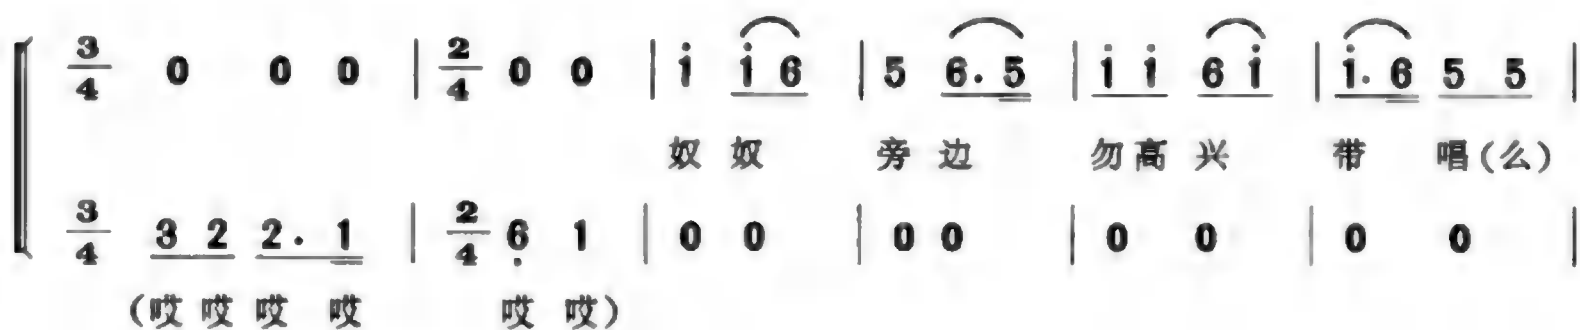 3/4 0 0 0 | 2/4 0 0 | i̇ i̇ 6 | 5 6. 5 | i̇ i̇ 6 i̇ | i̇. 6 5 5 |
奴 奴 旁 边 勿 高 兴 带 唱(么)
3/4 3 2 2. 1 | 2/4 6̣ 1 | 0 0 | 0 0 | 0 0 | 0 0 |
(哎 哎 哎 哎 哎 哎)